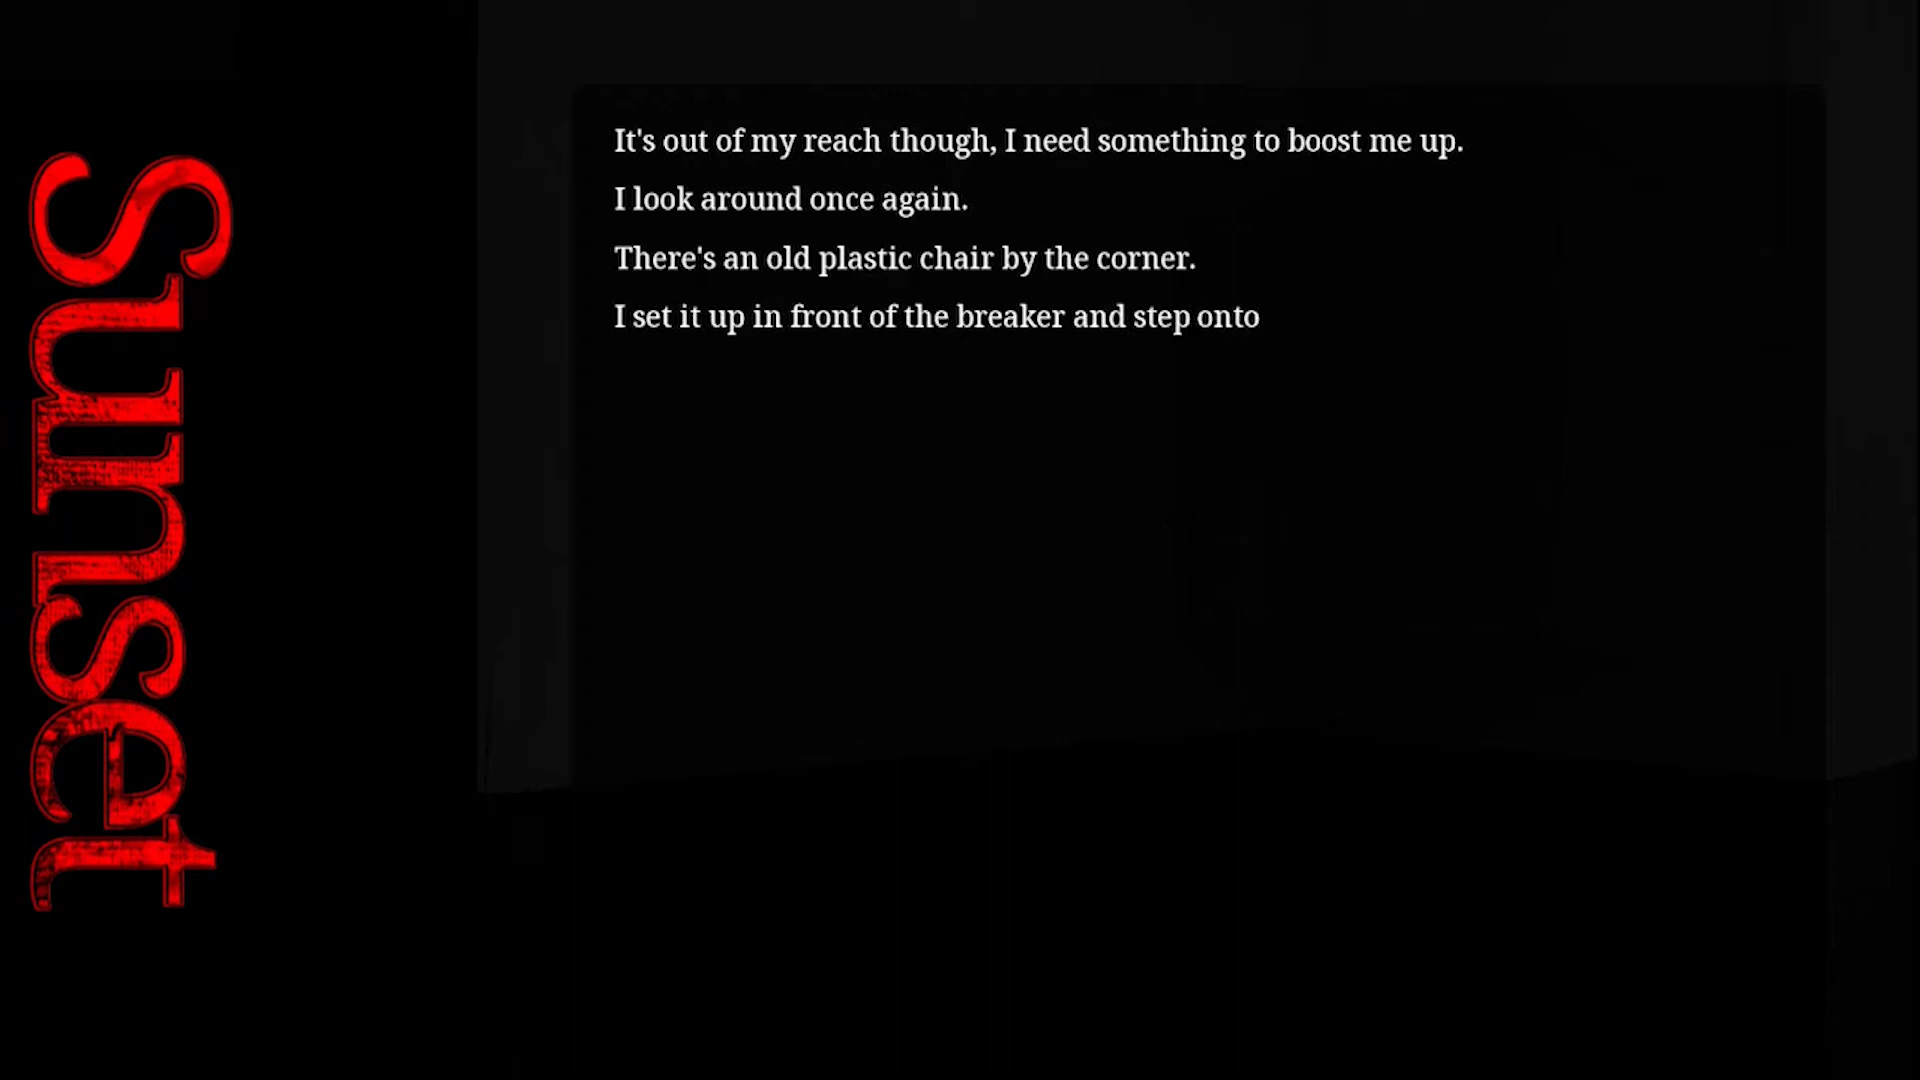 Sunset
It's out of my reach though, I need something to boost me up.
I look around once again.
There's an old plastic chair by the corner.
I set it up in front of the breaker and step onto